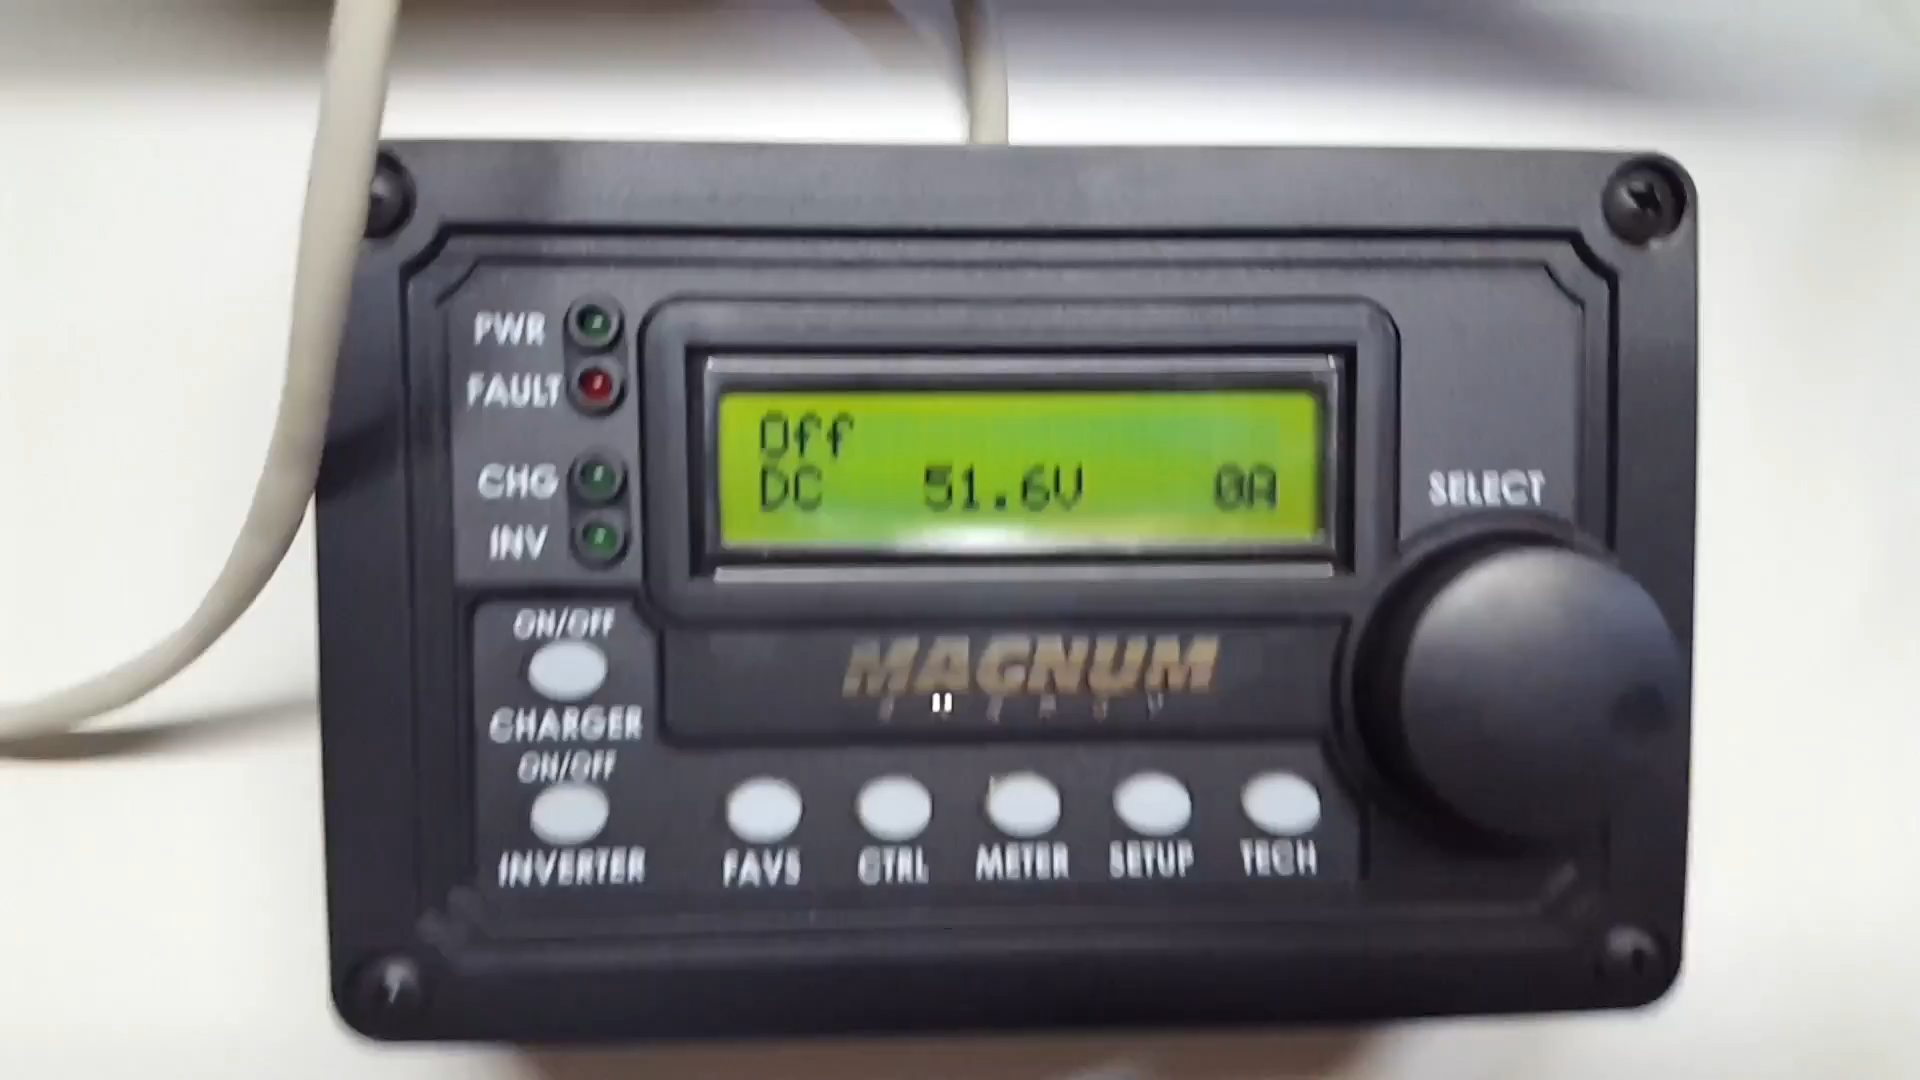 PWR
FAULT
CHG
INV
Off
DC 51.6V 0A
SELECT
ON/OFF
CHARGER
ON/OFF
INVERTER
MAGNUM
FAVS
CTRL
METER
SETUP
TECH